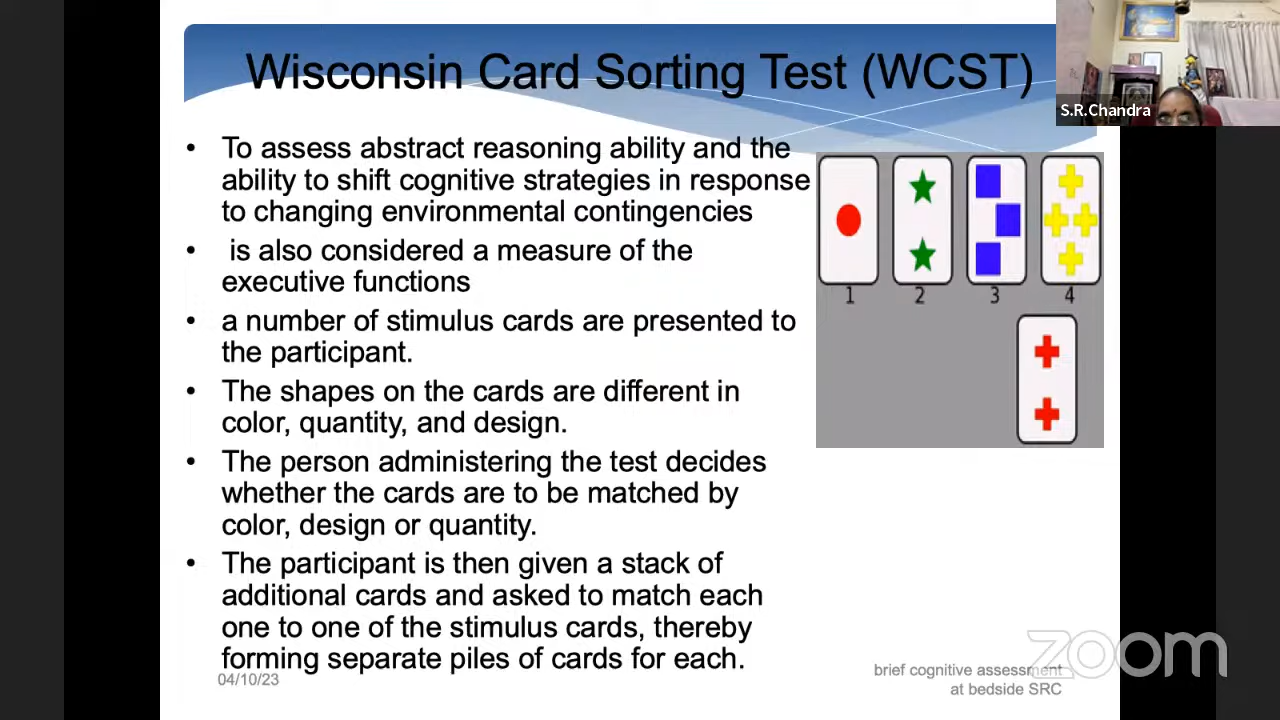 Wisconsin Card Sorting Test (WCST)
S.R.Chandra
• To assess abstract reasoning ability and the
ability to shift cognitive strategies in response
to changing environmental contingencies
• is also considered a measure of the
executive functions
• a number of stimulus cards are presented to
the participant.
• The shapes on the cards are different in
color, quantity, and design.
• The person administering the test decides
whether the cards are to be matched by
color, design or quantity.
• The participant is then given a stack of
additional cards and asked to match each
one to one of the stimulus cards, thereby
forming separate piles of cards for each.
1 2 3 4
04/10/23
brief cognitive assessment
at bedside SRC
zoom